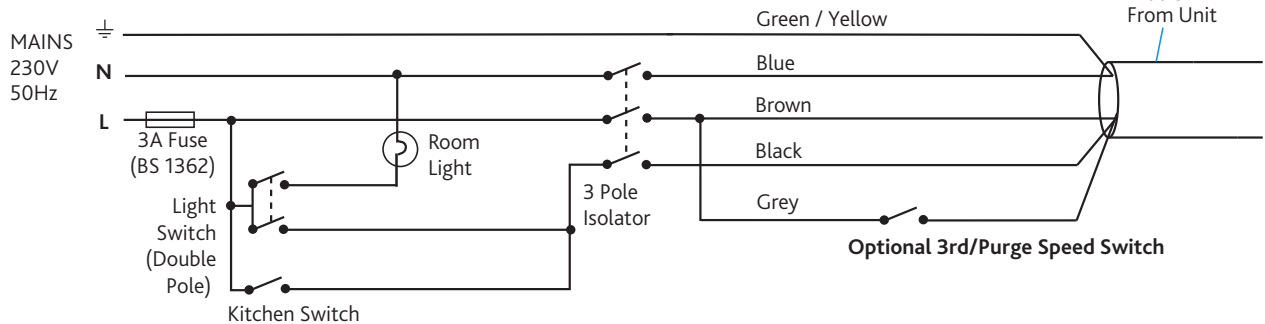 From Unit
Green / Yellow
MAINS
230V
50Hz
N
Blue
L
Brown
3A Fuse
(BS 1362)
Room
Light
Black
Light
Switch
(Double
Pole)
3 Pole
Isolator
Grey
Optional 3rd/Purge Speed Switch
Kitchen Switch